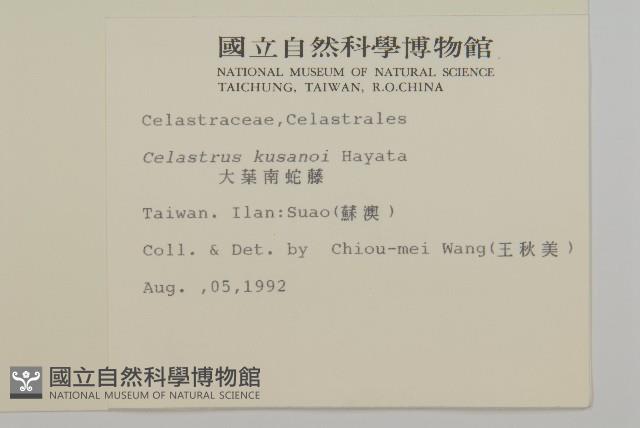 國立自然科學博物館
NATIONAL MUSEUM OF NATURAL SCIENCE
TAICHUNG, TAIWAN, R.O.CHINA
Celastraceae,Celastrales
Celastrus kusanoi Hayata
大葉南蛇藤
Taiwan. Ilan:Suao(蘇澳)
Coll. & Det. by Chiou-mei Wang(王秋美)
Aug. ,05,1992
國立自然科學博物館
NATIONAL MUSEUM OF NATURAL SCIENCE